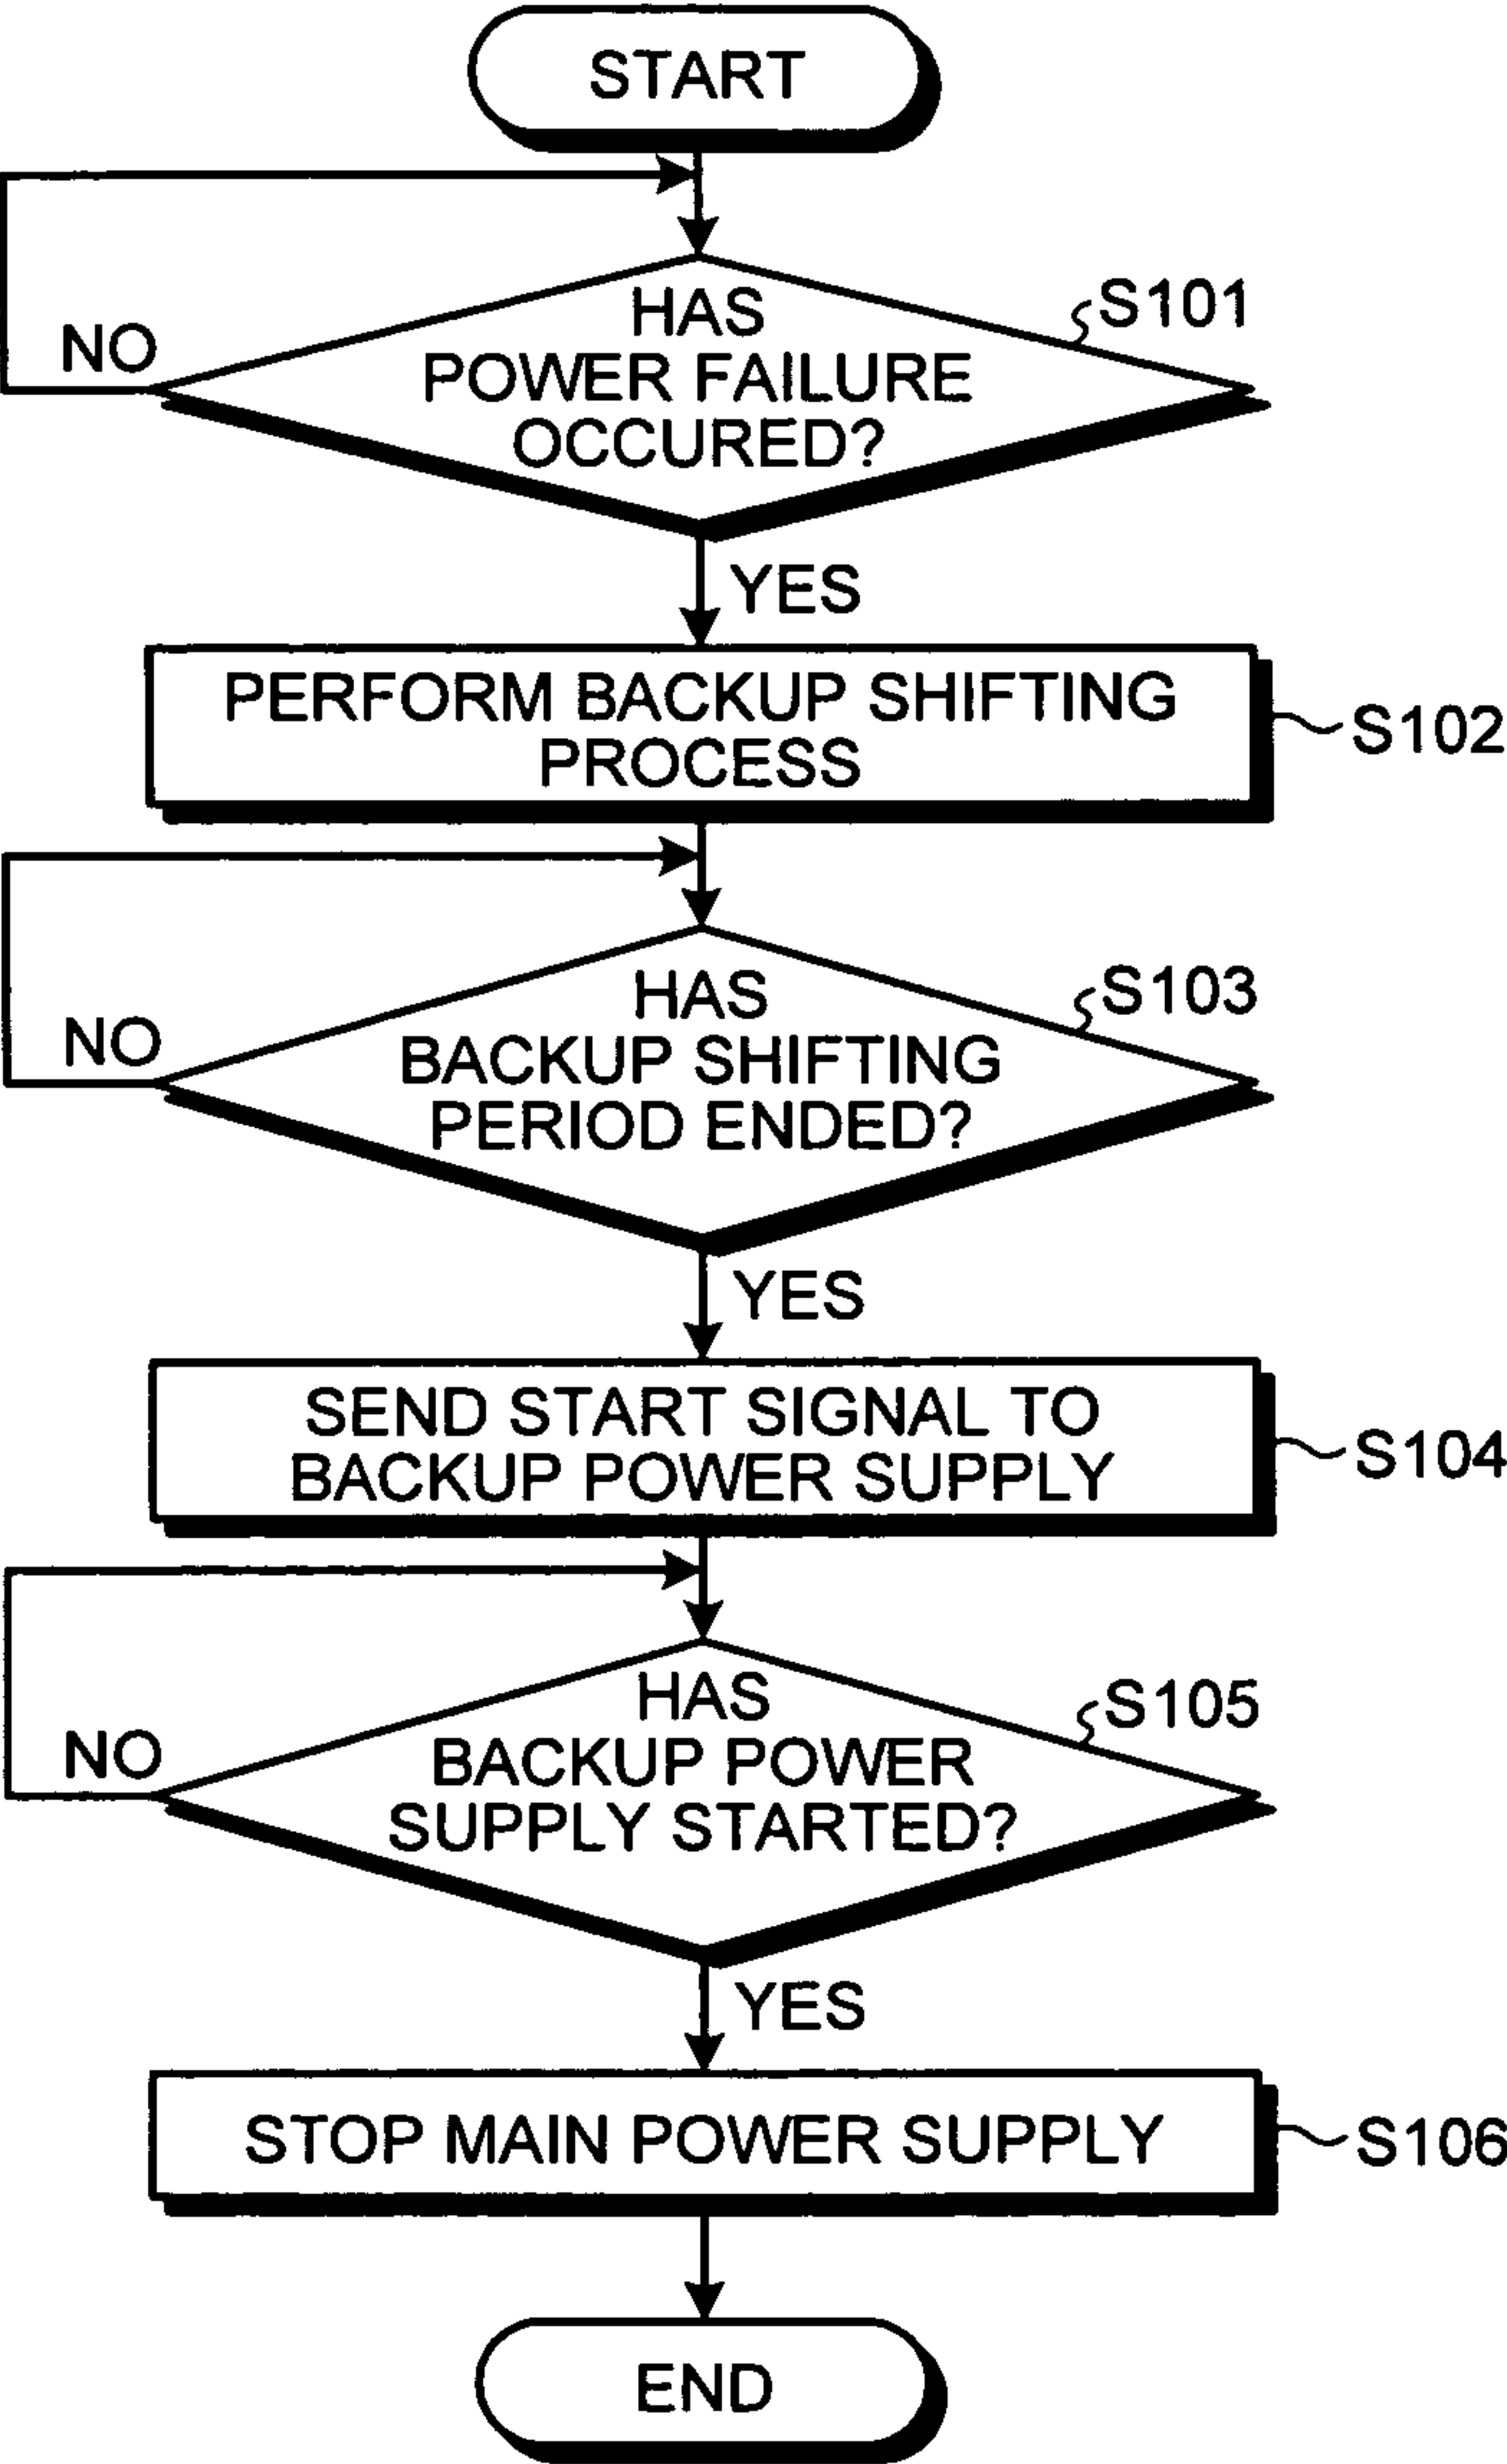 START
HAS
POWER FAILURE
OCCURED?
S101
NO
YES
PERFORM BACKUP SHIFTING
PROCESS
S102
HAS
BACKUP SHIFTING
PERIOD ENDED?
S103
NO
YES
SEND START SIGNAL TO
BACKUP POWER SUPPLY
S104
HAS
BACKUP POWER
SUPPLY STARTED?
S105
NO
YES
STOP MAIN POWER SUPPLY
S106
END